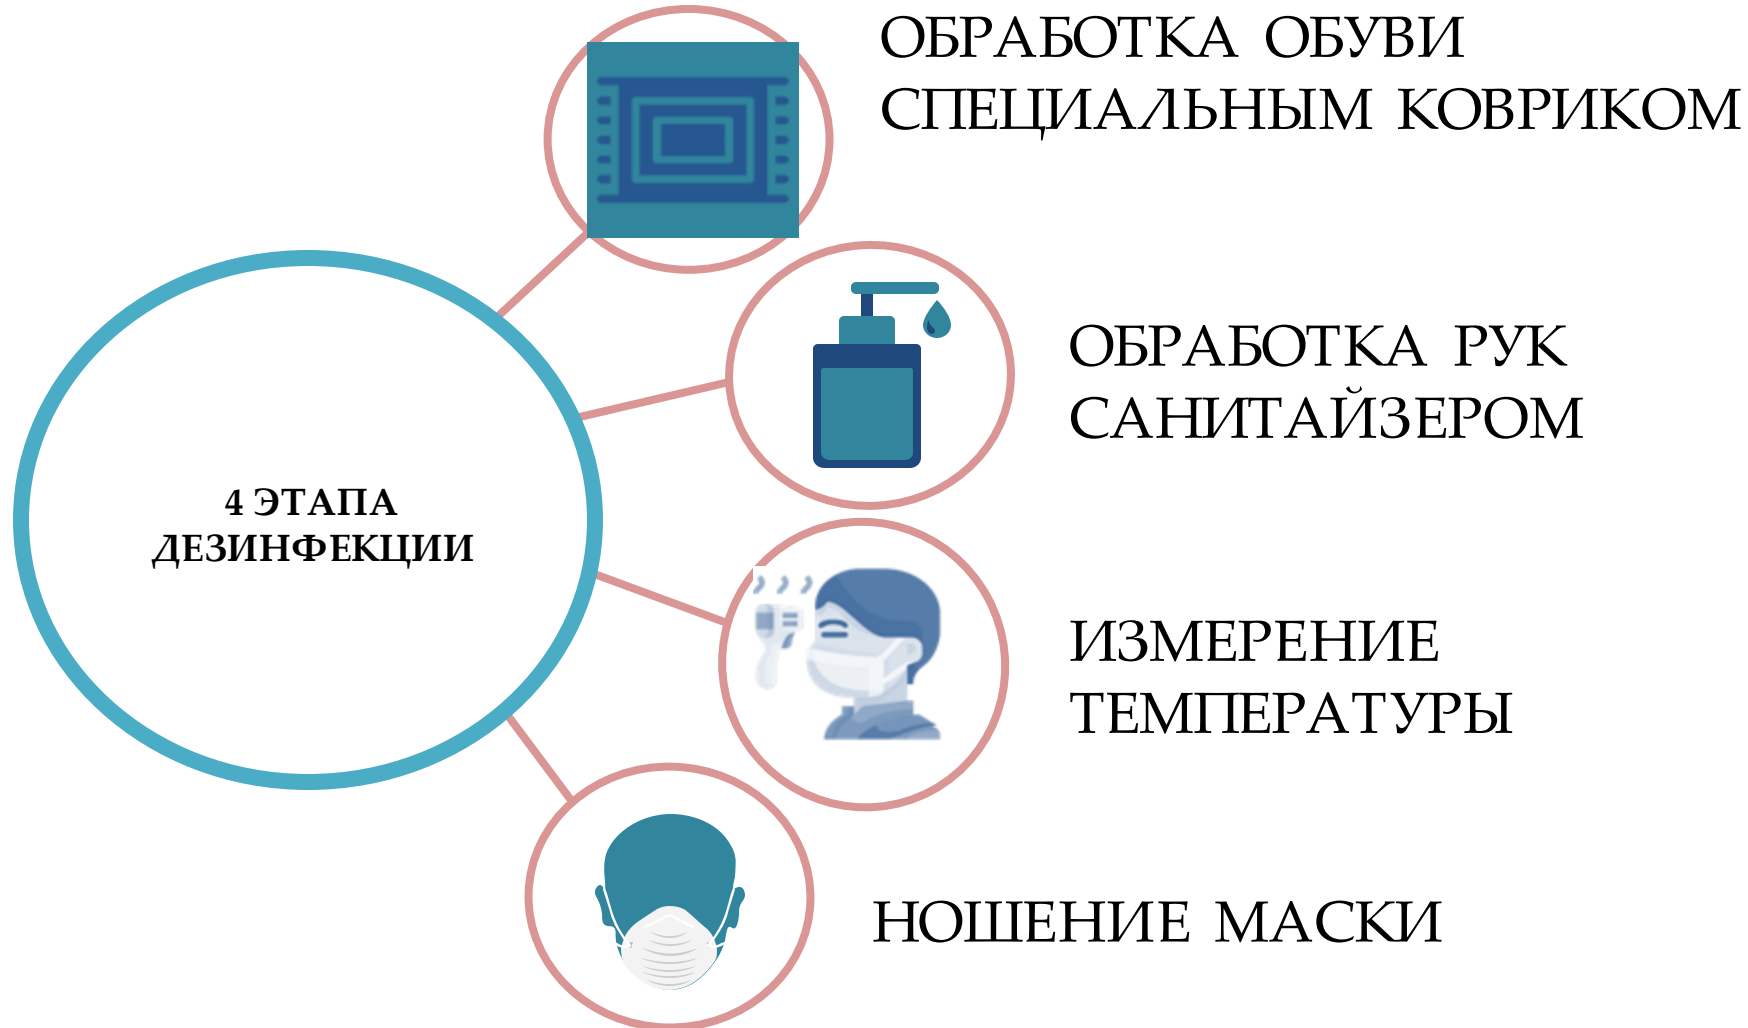 ОБРАБОТКА ОБУВИ
СПЕЦИАЛЬНЫМ КОВРИКОМ
ОБРАБОТКА РУК
САНИТАЙЗЕРОМ
4 ЭТАПА
ДЕЗИНФЕКЦИИ
ИЗМЕРЕНИЕ
ТЕМПЕРАТУРЫ
НОШЕНИЕ МАСКИ